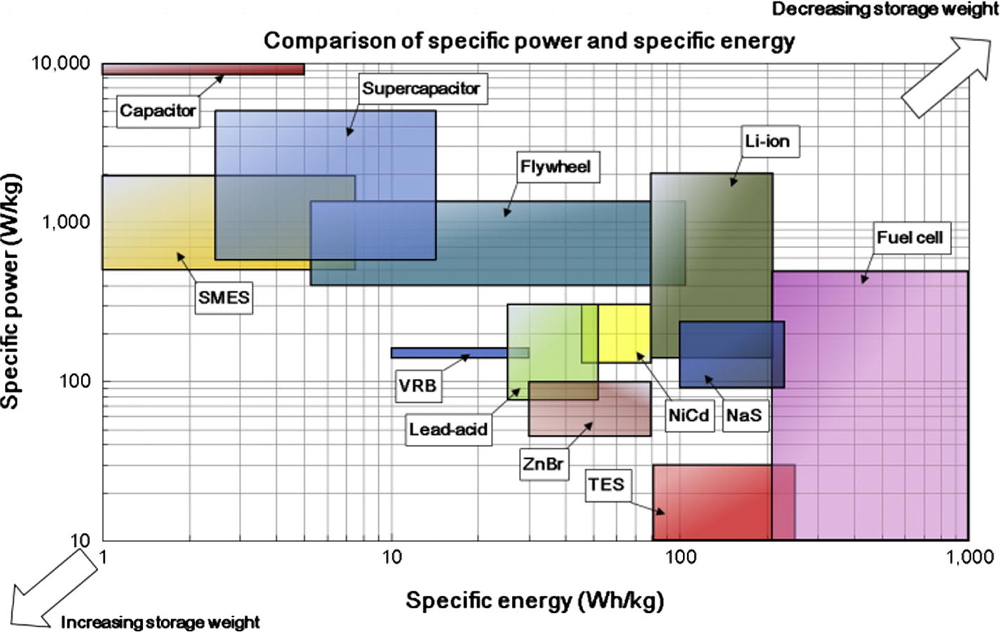 Decreasing storage weight
Comparison of specific power and specific energy
10,000
Supercapacitor
Capacitor
Li-ion
Flywheel
Specific power (W/kg)
1,000
Fuel cell
SMES
100
VRB
NiCd
NaS
Lead-acid
ZnBr
TES
10
1
10
100
1,000
Specific energy (Wh/kg)
Increasing storage weight